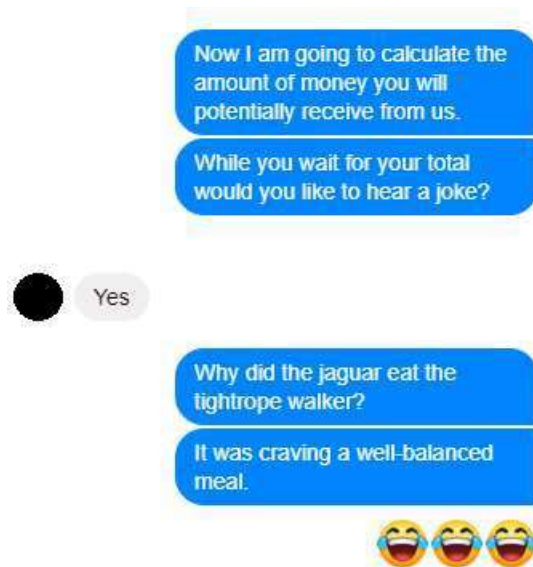 Now I am going to calculate the
amount of money you will
potentially receive from us.
While you wait for your total
would you like to hear a joke?
Yes
Why did the jaguar eat the
tightrope walker?
It was craving a well-balanced
meal.
😂😂😂